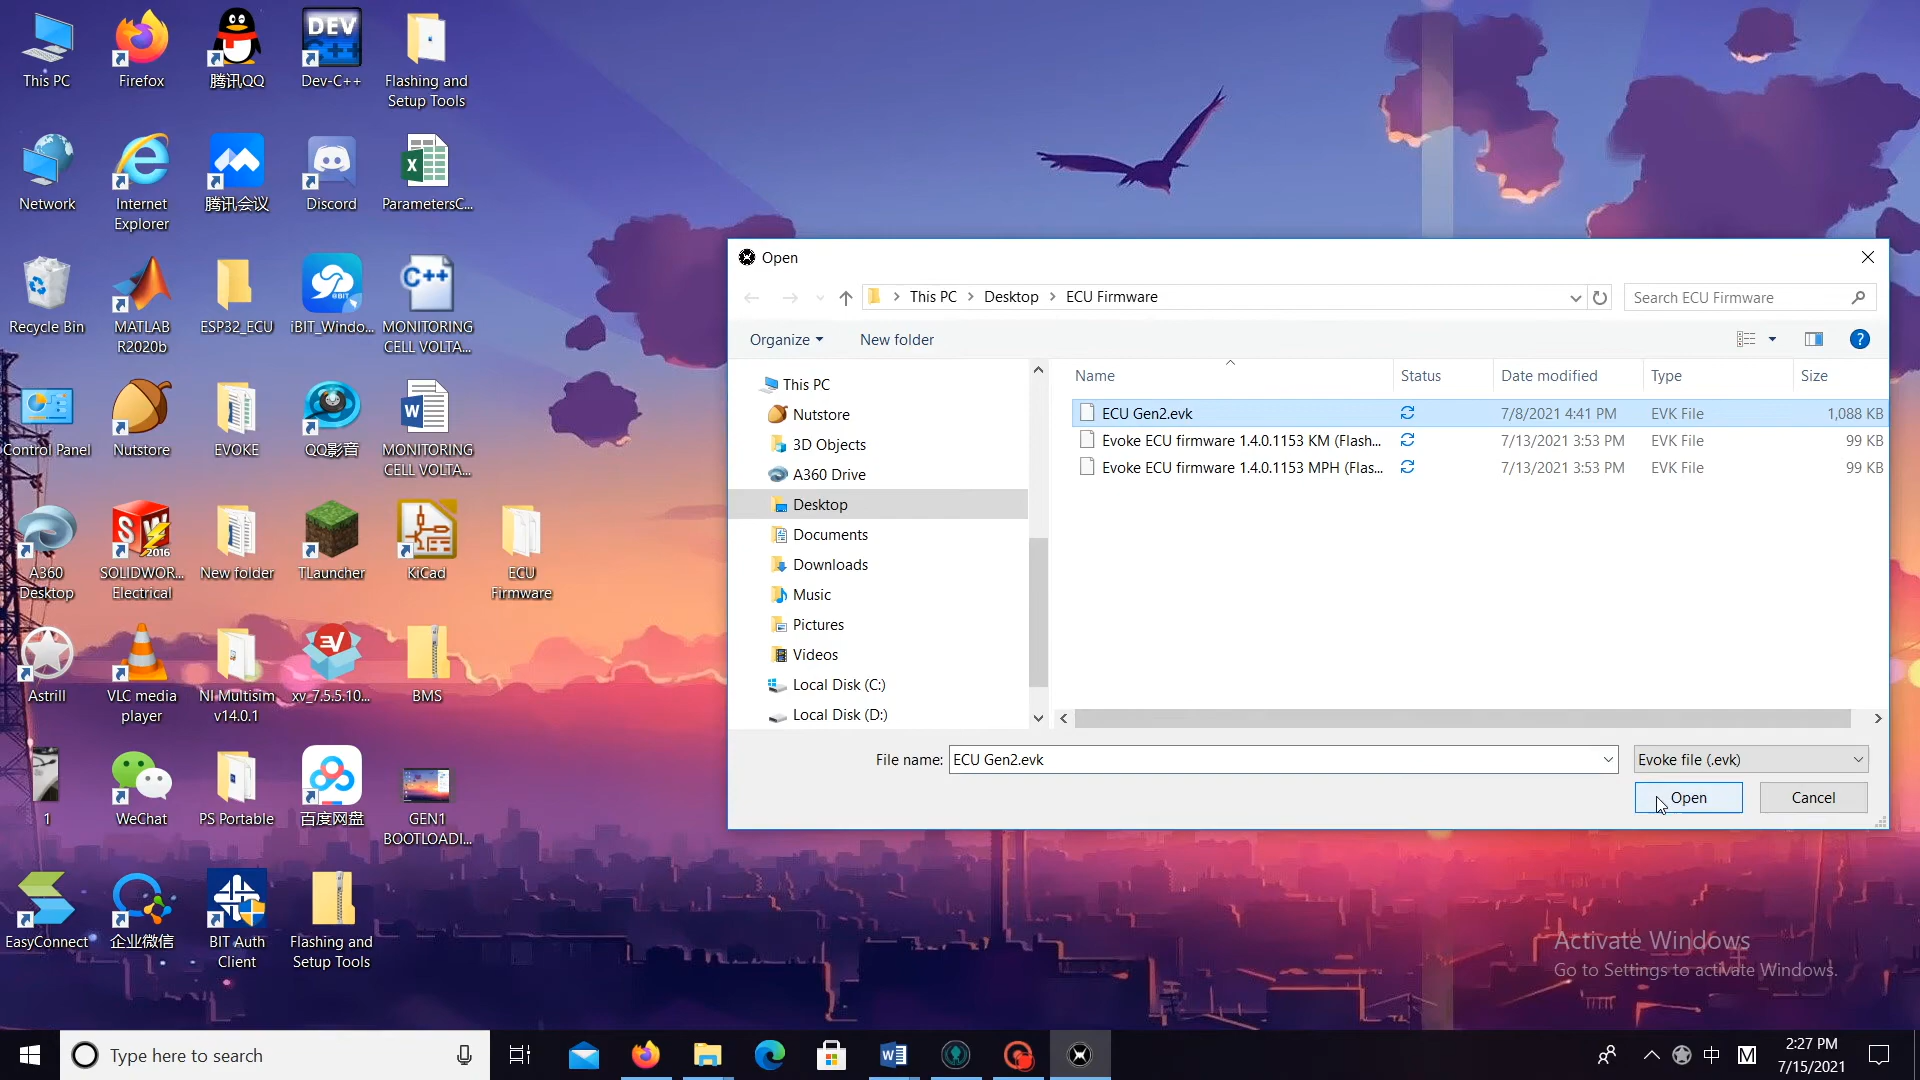 This PC
Firefox
腾讯QQ
Dev-C++
Flashing and
Setup Tools
DEV
C++
Network
Internet
Explorer
腾讯会议
Discord
ParametersC...
Recycle Bin
MATLAB
R2020b
ESP32_ECU
iBIT_Windo...
C++
MONITORING
CELL VOLTA...
Control Panel
Nutstore
EVOKE
QQ影音
MONITORING
CELL VOLTA...
A360
Desktop
SOLIDWOR...
Electrical
2016
New folder
TLauncher
KiCad
ECU
Firmware
Astrill
VLC media
player
NI Multisim
v14.0.1
xv_7.5.5.10...
BMS
1
WeChat
PS Portable
百度网盘
GEN1
BOOTLOADI...
EasyConnect
企业微信
BIT Auth
Client
Flashing and
Setup Tools
Open
This PC
Desktop
ECU Firmware
Search ECU Firmware
Organize
New folder
This PC
Nutstore
3D Objects
A360 Drive
Desktop
Documents
Downloads
Music
Pictures
Videos
Local Disk (C:)
Local Disk (D:)
Name Status Date modified Type Size
ECU Gen2.evk 7/8/2021 4:41 PM EVK File 1,088 KB
Evoke ECU firmware 1.4.0.1153 KM (Flash... 7/13/2021 3:53 PM EVK File 99 KB
Evoke ECU firmware 1.4.0.1153 MPH (Flas... 7/13/2021 3:53 PM EVK File 99 KB
File name: ECU Gen2.evk
Evoke file (.evk)
Open
Cancel
Activate Windows
Go to Settings to activate Windows.
Type here to search
中
M
2:27 PM
7/15/2021